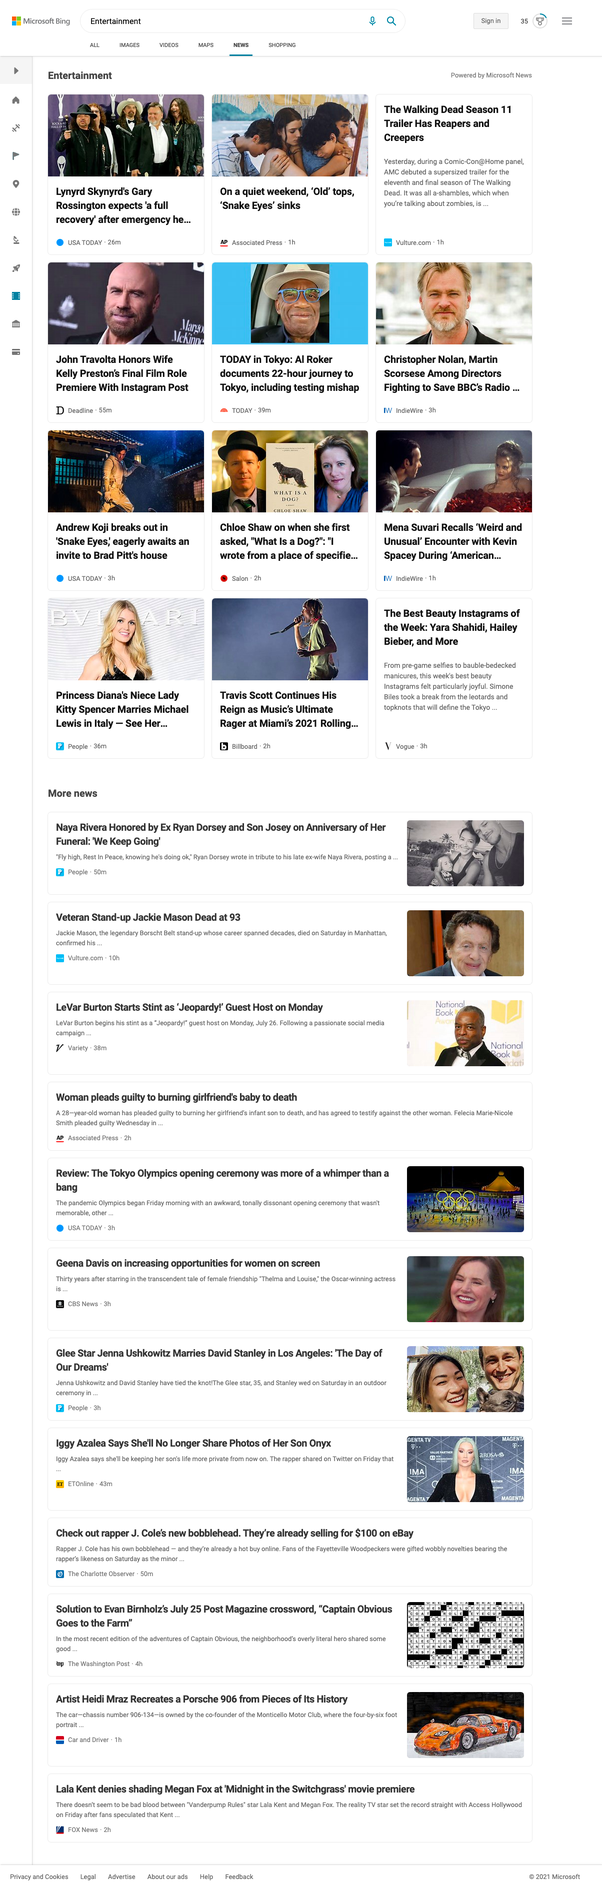 Microsoft Bing
Entertainment
Sign in
35
ALL
IMAGES
VIDEOS
MAPS
NEWS
SHOPPING
Entertainment
Powered by Microsoft News
Lynyrd Skynyrd's Gary
Rossington expects 'a full
recovery' after emergency he...
USA TODAY · 26m
On a quiet weekend, 'Old' tops,
'Snake Eyes' sinks
AP
Associated Press · 1h
The Walking Dead Season 11
Trailer Has Reapers and
Creepers
Yesterday, during a Comic-Con@Home panel,
AMC debuted a supersized trailer for the
eleventh and final season of The Walking
Dead. It was all a-shambles, which when
you're talking about zombies, is ...
Vulture.com · 1h
John Travolta Honors Wife
Kelly Preston's Final Film Role
Premiere With Instagram Post
D
Deadline · 55m
TODAY in Tokyo: Al Roker
documents 22-hour journey to
Tokyo, including testing mishap
TODAY · 39m
Christopher Nolan, Martin
Scorsese Among Directors
Fighting to Save BBC's Radio ...
IW
IndieWire · 3h
Andrew Koji breaks out in
'Snake Eyes,' eagerly awaits an
invite to Brad Pitt's house
USA TODAY · 3h
WHAT IS A
DOG?
CHLOE SHAW
Chloe Shaw on when she first
asked, "What Is a Dog?": "I
wrote from a place of specifie...
Salon · 2h
Mena Suvari Recalls 'Weird and
Unusual' Encounter with Kevin
Spacey During 'American...
IW
IndieWire · 1h
BVLGARI
Princess Diana's Niece Lady
Kitty Spencer Marries Michael
Lewis in Italy — See Her...
People · 36m
Travis Scott Continues His
Reign as Music's Ultimate
Rager at Miami's 2021 Rolling...
b
Billboard · 2h
The Best Beauty Instagrams of
the Week: Yara Shahidi, Hailey
Bieber, and More
From pre-game selfies to bauble-bedecked
manicures, this week's best beauty
Instagrams felt particularly joyful. Simone
Biles took a break from the leotards and
topknots that will define the Tokyo ...
Vogue · 3h
More news
Naya Rivera Honored by Ex Ryan Dorsey and Son Josey on Anniversary of Her
Funeral: 'We Keep Going'
"Fly high, Rest In Peace, knowing he's doing ok," Ryan Dorsey wrote in tribute to his late ex-wife Naya Rivera, posting a ...
People · 50m
Veteran Stand-up Jackie Mason Dead at 93
Jackie Mason, the legendary Borscht Belt stand-up whose career spanned decades, died on Saturday in Manhattan,
confirmed his ...
Vulture.com · 10h
LeVar Burton Starts Stint as 'Jeopardy!' Guest Host on Monday
LeVar Burton begins his stint as a "Jeopardy!" guest host on Monday, July 26. Following a passionate social media
campaign ...
Variety · 38m
National
Book
National
Book
Woman pleads guilty to burning girlfriend's baby to death
A 28—year-old woman has pleaded guilty to burning her girlfriend's infant son to death, and has agreed to testify against the other woman. Felecia Marie-Nicole
Smith pleaded guilty Wednesday in ...
AP
Associated Press · 2h
Review: The Tokyo Olympics opening ceremony was more of a whimper than a
bang
The pandemic Olympics began Friday morning with an awkward, tonally dissonant opening ceremony that wasn't
memorable, other ...
USA TODAY · 3h
Geena Davis on increasing opportunities for women on screen
Thirty years after starring in the transcendent tale of female friendship "Thelma and Louise," the Oscar-winning actress
is ...
CBS News · 3h
Glee Star Jenna Ushkowitz Marries David Stanley in Los Angeles: 'The Day of
Our Dreams'
Jenna Ushkowitz and David Stanley have tied the knot!The Glee star, 35, and Stanley wed on Saturday in an outdoor
ceremony in ...
People · 3h
Iggy Azalea Says She'll No Longer Share Photos of Her Son Onyx
Iggy Azalea says she'll be keeping her son's life more private from now on. The rapper shared on Twitter on Friday that
...
ET
ETOnline · 43m
GENTA TV
MAGENTA
IMA
IMA
MAGENTA T
Check out rapper J. Cole's new bobblehead. They're already selling for $100 on eBay
Rapper J. Cole has his own bobblehead — and they're already a hot buy online. Fans of the Fayetteville Woodpeckers were gifted wobbly novelties bearing the
rapper's likeness on Saturday as the minor ...
The Charlotte Observer · 50m
Solution to Evan Birnholz's July 25 Post Magazine crossword, "Captain Obvious
Goes to the Farm"
In the most recent edition of the adventures of Captain Obvious, the neighborhood's overly literal hero shared some
good ...
wp
The Washington Post · 4h
Artist Heidi Mraz Recreates a Porsche 906 from Pieces of Its History
The car—chassis number 906-134—is owned by the co-founder of the Monticello Motor Club, where the four-by-six foot
portrait ...
Car and Driver · 1h
Lala Kent denies shading Megan Fox at 'Midnight in the Switchgrass' movie premiere
There doesn't seem to be bad blood between "Vanderpump Rules" star Lala Kent and Megan Fox. The reality TV star set the record straight with Access Hollywood
on Friday after fans speculated that Kent ...
FOX News · 2h
Privacy and Cookies
Legal
Advertise
About our ads
Help
Feedback
© 2021 Microsoft